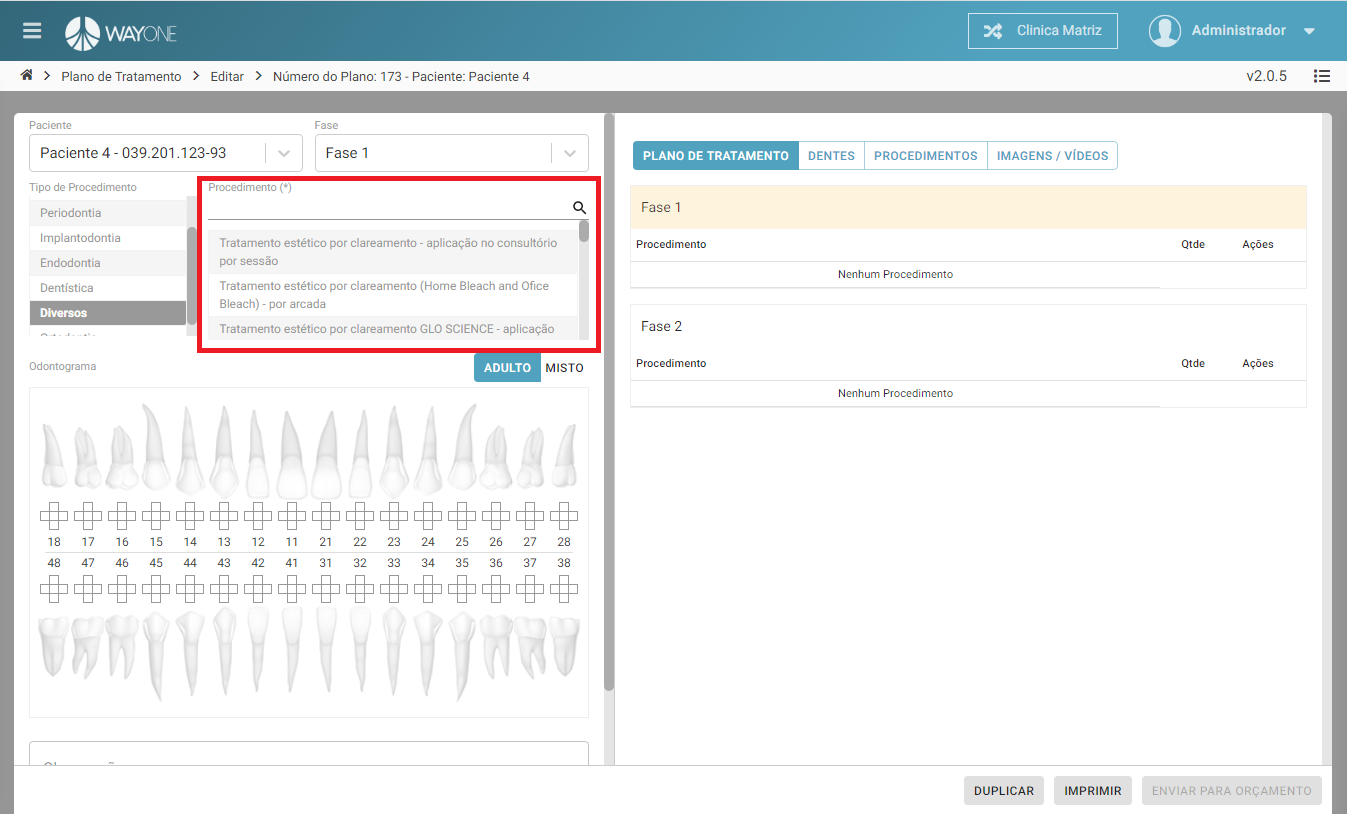 WAYONE
Clinica Matriz
Administrador
Plano de Tratamento
Editar
Número do Plano: 173 - Paciente: Paciente 4
v2.0.5
Paciente
Fase
Paciente 4 - 039.201.123-93
Fase 1
Tipo de Procedimento
Periodontia
Implantodontia
Endodontia
Dentística
Diversos
Procedimento (*)
Tratamento estético por clareamento - aplicação no consultório
por sessão
Tratamento estético por clareamento (Home Bleach and Ofice
Bleach) - por arcada
Tratamento estético por clareamento GLO SCIENCE - aplicação
Odontograma
ADULTO MISTO
18 17 16 15 14 13 12 11 21 22 23 24 25 26 27 28
48 47 46 45 44 43 42 41 31 32 33 34 35 36 37 38
PLANO DE TRATAMENTO DENTES PROCEDIMENTOS IMAGENS / VÍDEOS
Fase 1
Procedimento Qtde Ações
Nenhum Procedimento
Fase 2
Procedimento Qtde Ações
Nenhum Procedimento
DUPLICAR IMPRIMIR ENVIAR PARA ORÇAMENTO